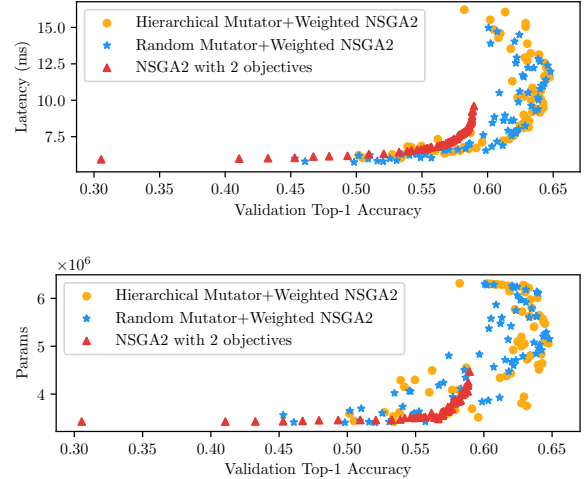 Hierarchical Mutator+Weighted NSGA2
Random Mutator+Weighted NSGA2
NSGA2 with 2 objectives
Latency (ms)
15.0
12.5
10.0
7.5
0.30 0.35 0.40 0.45 0.50 0.55 0.60 0.65
Validation Top-1 Accuracy
×10⁶
Hierarchical Mutator+Weighted NSGA2
Random Mutator+Weighted NSGA2
NSGA2 with 2 objectives
Params
6
5
4
0.30 0.35 0.40 0.45 0.50 0.55 0.60 0.65
Validation Top-1 Accuracy